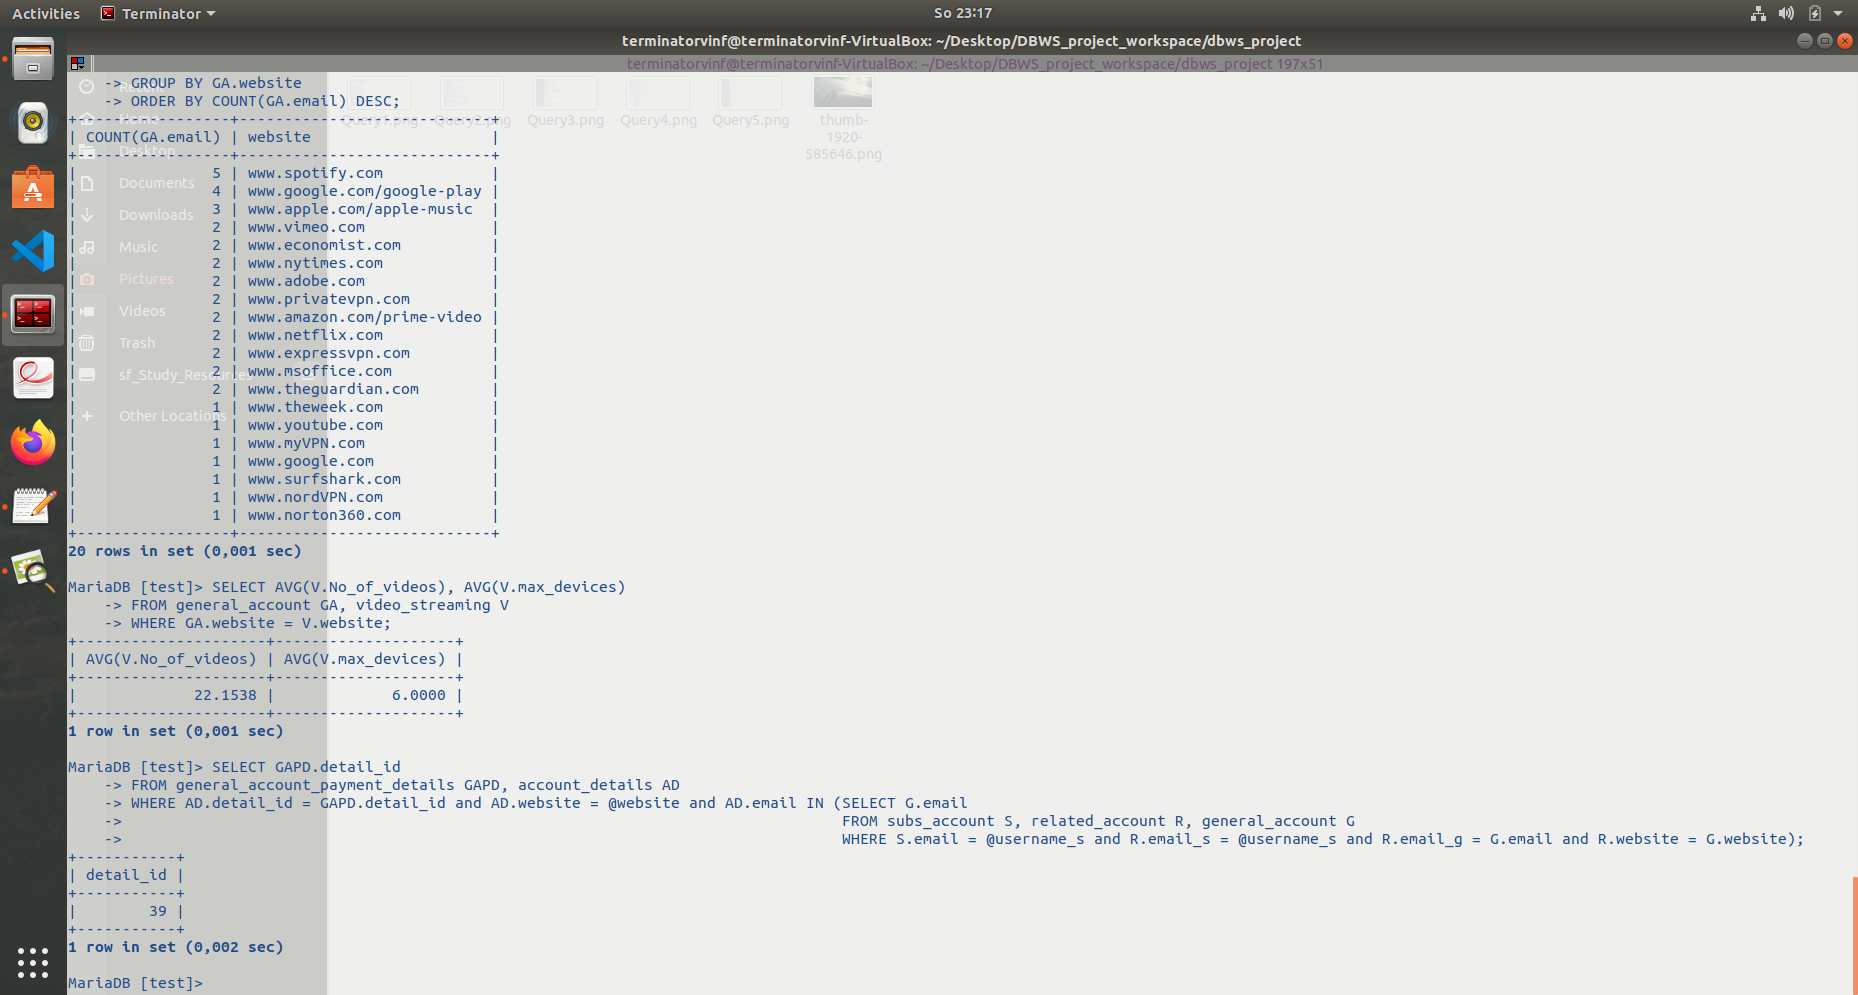 Activities
Terminator
So 23:17
terminatorvinf@terminatorvinf-VirtualBox: ~/Desktop/DBWS_project_workspace/dbws_project
terminatorvinf@terminatorvinf-VirtualBox: ~/Desktop/DBWS_project_workspace/dbws_project 197x51
    -> GROUP BY GA.website
    -> ORDER BY COUNT(GA.email) DESC;
+-----------------+----------------------------+
| COUNT(GA.email) | website                    |
+-----------------+----------------------------+
|               5 | www.spotify.com            |
|               4 | www.google.com/google-play |
|               3 | www.apple.com/apple-music  |
|               2 | www.vimeo.com              |
|               2 | www.economist.com          |
|               2 | www.nytimes.com            |
|               2 | www.adobe.com              |
|               2 | www.privatevpn.com         |
|               2 | www.amazon.com/prime-video |
|               2 | www.netflix.com            |
|               2 | www.expressvpn.com         |
|               2 | www.msoffice.com           |
|               2 | www.theguardian.com        |
|               1 | www.theweek.com            |
|               1 | www.youtube.com            |
|               1 | www.myVPN.com              |
|               1 | www.google.com             |
|               1 | www.surfshark.com          |
|               1 | www.nordVPN.com            |
|               1 | www.norton360.com          |
+-----------------+----------------------------+
20 rows in set (0,001 sec)
MariaDB [test]> SELECT AVG(V.No_of_videos), AVG(V.max_devices)
    -> FROM general_account GA, video_streaming V
    -> WHERE GA.website = V.website;
+---------------------+--------------------+
| AVG(V.No_of_videos) | AVG(V.max_devices) |
+---------------------+--------------------+
|             22.1538 |             6.0000 |
+---------------------+--------------------+
1 row in set (0,001 sec)
MariaDB [test]> SELECT GAPD.detail_id
    -> FROM general_account_payment_details GAPD, account_details AD
    -> WHERE AD.detail_id = GAPD.detail_id and AD.website = @website and AD.email IN (SELECT G.email
    ->                                                                                FROM subs_account S, related_account R, general_account G
    ->                                                                                WHERE S.email = @username_s and R.email_s = @username_s and R.email_g = G.email and R.website = G.website);
+-----------+
| detail_id |
+-----------+
|        39 |
+-----------+
1 row in set (0,002 sec)
MariaDB [test]>
Recent
Home
Desktop
Documents
Downloads
Music
Pictures
Videos
Trash
sf_Study_Resources
Other Locations
Query1.png
Query2.png
Query3.png
Query4.png
Query5.png
thumb-
1920-
585646.png